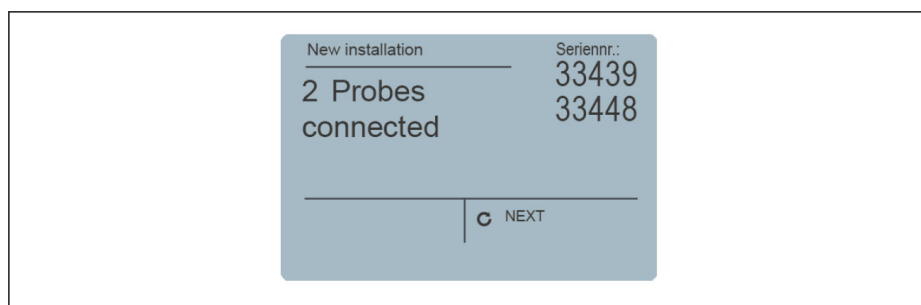 New installation
Seriennr.:
33439
33448
2 Probes
connected
NEXT